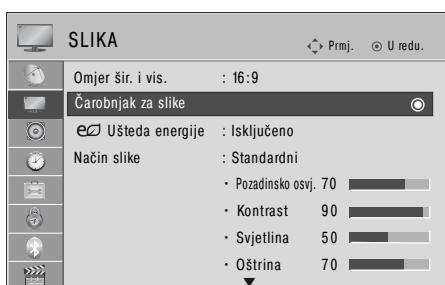 SLIKA
Prmj. U redu.
Omjer šir. i vis. : 16:9
Čarobnjak za slike
Ušteda energije : Isključeno
Način slike : Standardni
• Pozadinsko osvj. 70
• Kontrast 90
• Svjetlina 50
• Oštrina 70